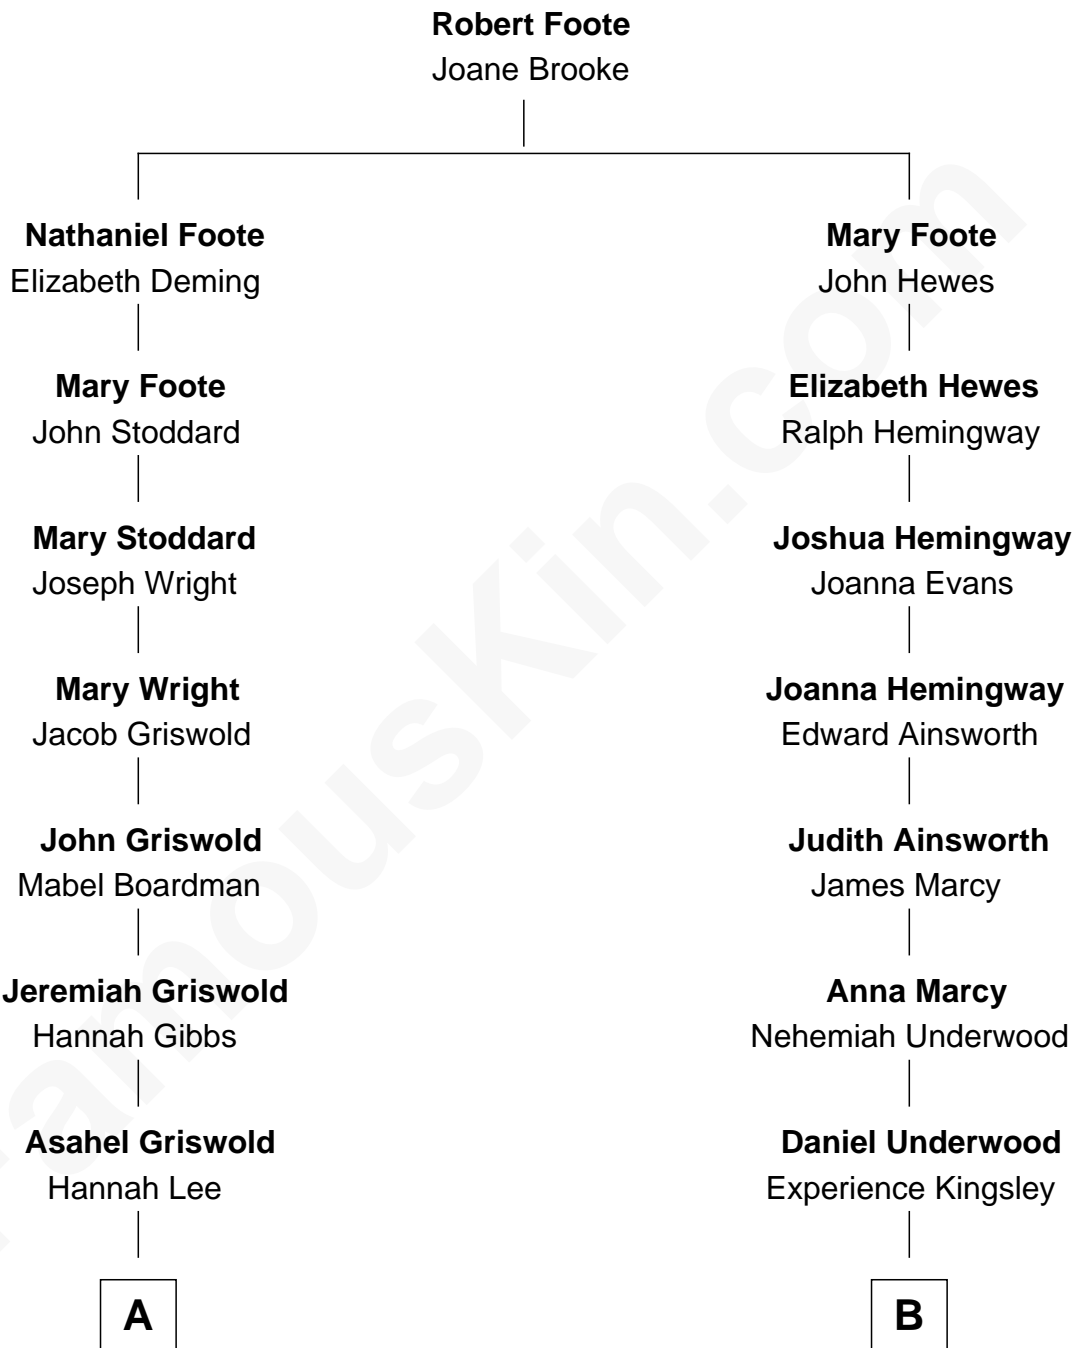 Robert Foote
Joane Brooke
Nathaniel Foote
Elizabeth Deming
Mary Foote
John Hewes
Mary Foote
John Stoddard
Elizabeth Hewes
Ralph Hemingway
Mary Stoddard
Joseph Wright
Joshua Hemingway
Joanna Evans
Mary Wright
Jacob Griswold
Joanna Hemingway
Edward Ainsworth
John Griswold
Mabel Boardman
Judith Ainsworth
James Marcy
Jeremiah Griswold
Hannah Gibbs
Anna Marcy
Nehemiah Underwood
Asahel Griswold
Hannah Lee
Daniel Underwood
Experience Kingsley
A
B
FamousKin.com